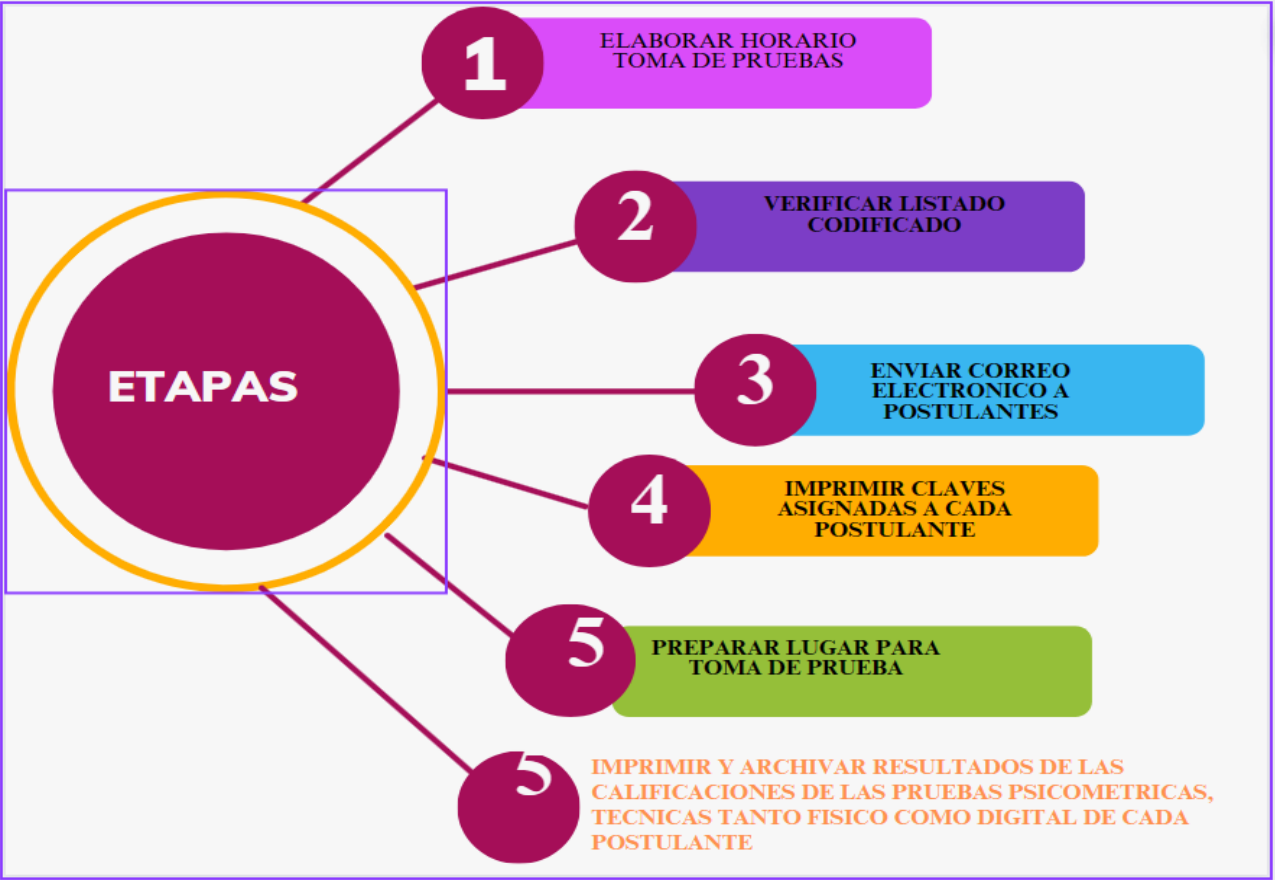 1
ELABORAR HORARIO
TOMA DE PRUEBAS
2
VERIFICAR LISTADO
CODIFICADO
ETAPAS
3
ENVIAR CORREO
ELECTRONICO A
POSTULANTES
4
IMPRIMIR CLAVES
ASIGNADAS A CADA
POSTULANTE
5
PREPARAR LUGAR PARA
TOMA DE PRUEBA
5
IMPRIMIR Y ARCHIVAR RESULTADOS DE LAS
CALIFICACIONES DE LAS PRUEBAS PSICOMETRICAS,
TECNICAS TANTO FISICO COMO DIGITAL DE CADA
POSTULANTE